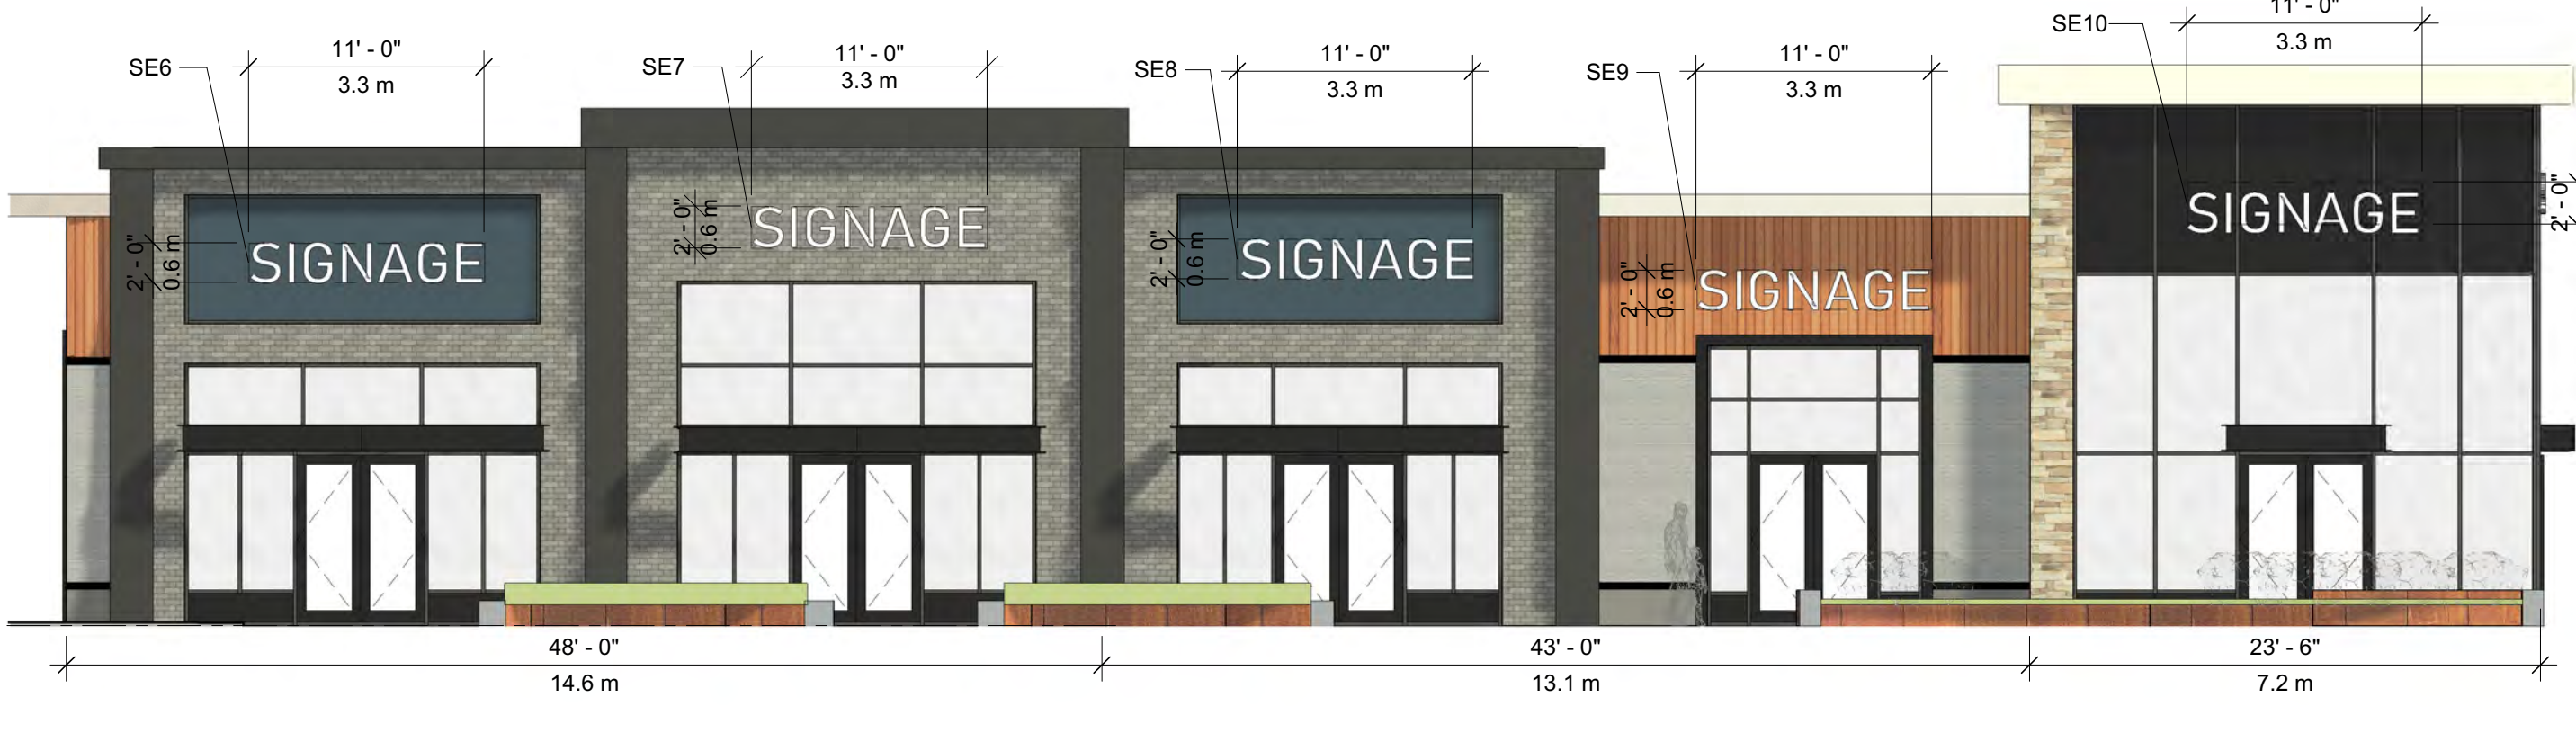 SE6
11' - 0"
3.3 m
2' - 0"
0.6 m
SIGNAGE
SE7
11' - 0"
3.3 m
2' - 0"
0.6 m
SIGNAGE
SE8
11' - 0"
3.3 m
2' - 0"
0.6 m
SIGNAGE
SE9
11' - 0"
3.3 m
2' - 0"
0.6 m
SIGNAGE
SE10
11' - 0"
3.3 m
SIGNAGE
2' - 0"
48' - 0"
14.6 m
43' - 0"
13.1 m
23' - 6"
7.2 m